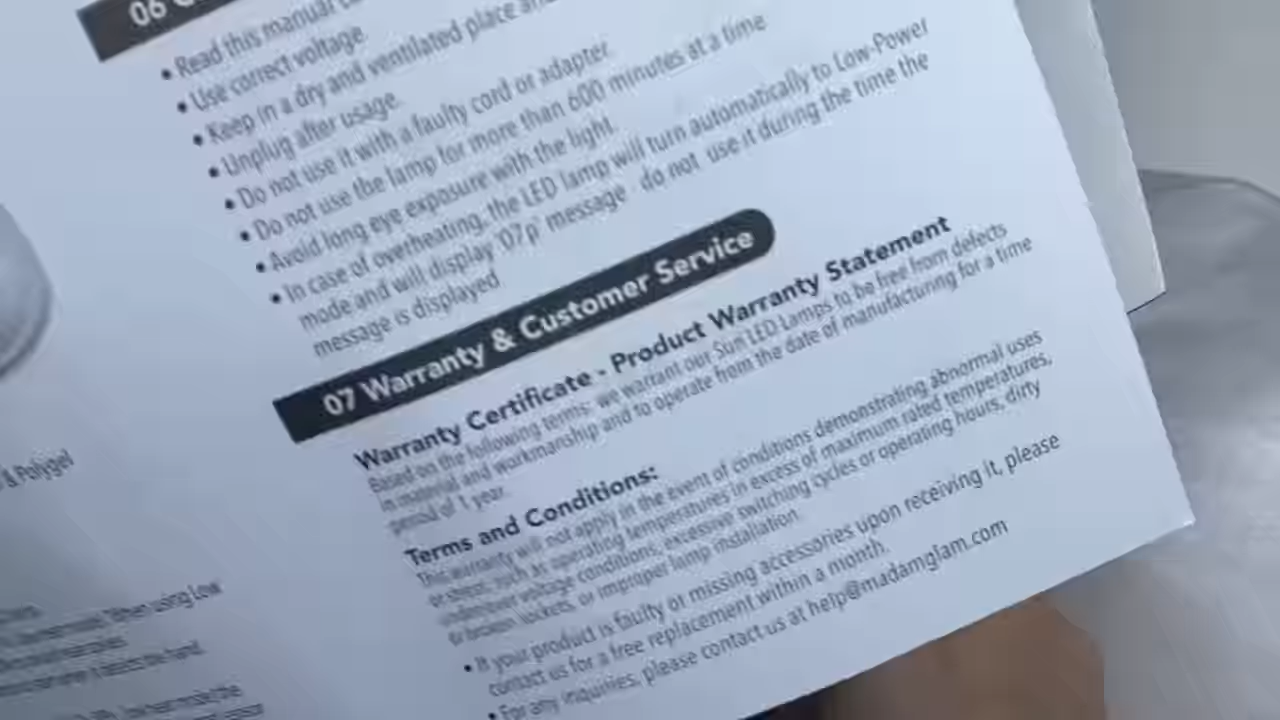 06
• Read this manual
• Use correct voltage.
• Keep in a dry and ventilated place and
• Unplug after usage.
• Do not use it with a faulty cord or adapter.
• Do not use the lamp for more than 600 minutes at a time
• Avoid long eye exposure with the light.
• In case of overheating, the LED lamp will turn automatically to Low-Power
mode and will display '07p' message - do not use it during the time the
message is displayed.
07 Warranty & Customer Service
Warranty Certificate - Product Warranty Statement
Based on the following terms: we warrant our Sun LED Lamps to be free from defects
in material and workmanship and to operate from the date of manufacturing for a time
period of 1 year.
Terms and Conditions:
This warranty will not apply in the event of conditions demonstrating abnormal uses
or stress, such as operating temperatures in excess of maximum rated temperatures,
voltage conditions, excessive switching cycles or operating hours, dirty
or broken sockets, or improper lamp installation.
• If your product is faulty or missing accessories upon receiving it, please
contact us for a free replacement within a month.
• For any inquiries, please contact us at help@madamglam.com
& Polygel
When using Low